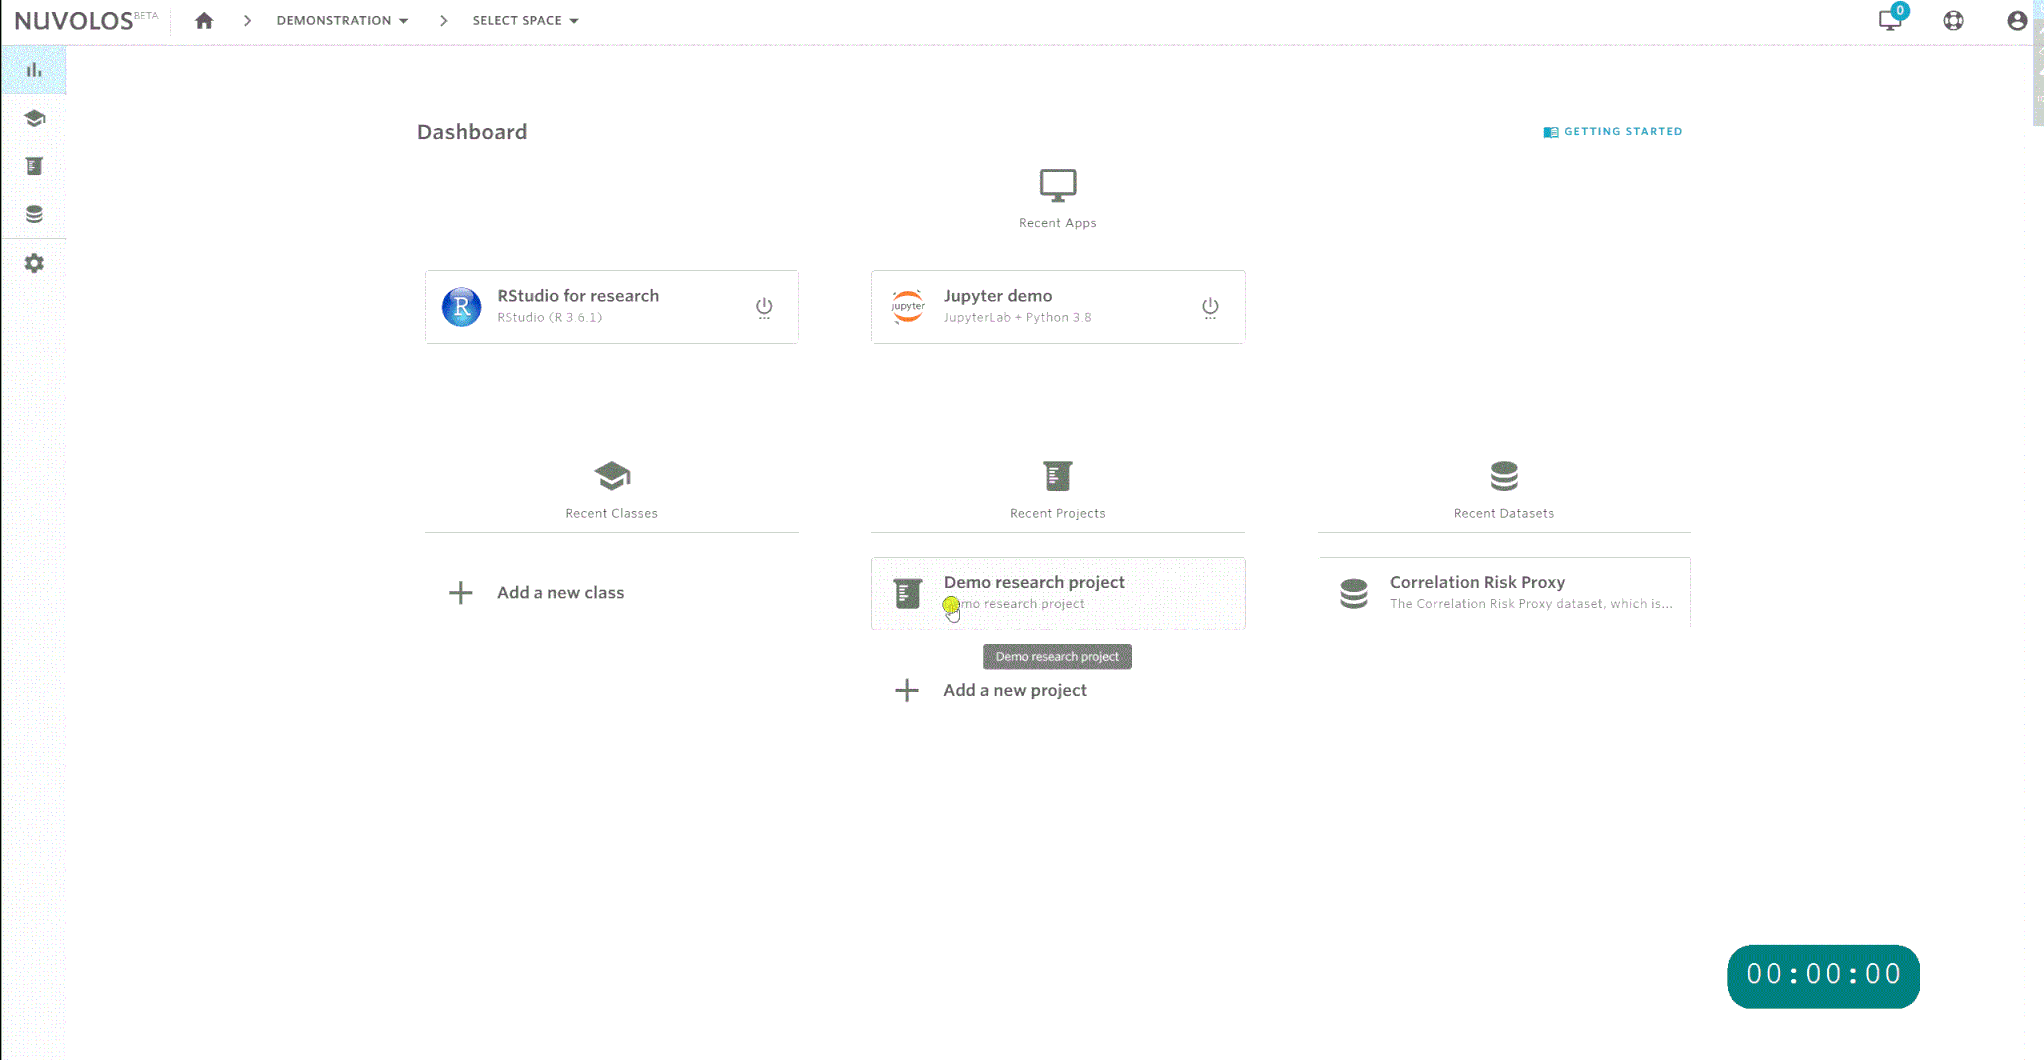 NUVOLOS BETA
DEMONSTRATION
SELECT SPACE
0
Dashboard
GETTING STARTED
Recent Apps
R
RStudio for research
RStudio (R 3.6.1)
jupyter
Jupyter demo
JupyterLab + Python 3.8
Recent Classes
Recent Projects
Recent Datasets
Add a new class
Demo research project
mo research project
Correlation Risk Proxy
The Correlation Risk Proxy dataset, which is...
Demo research project
Add a new project
00:00:00